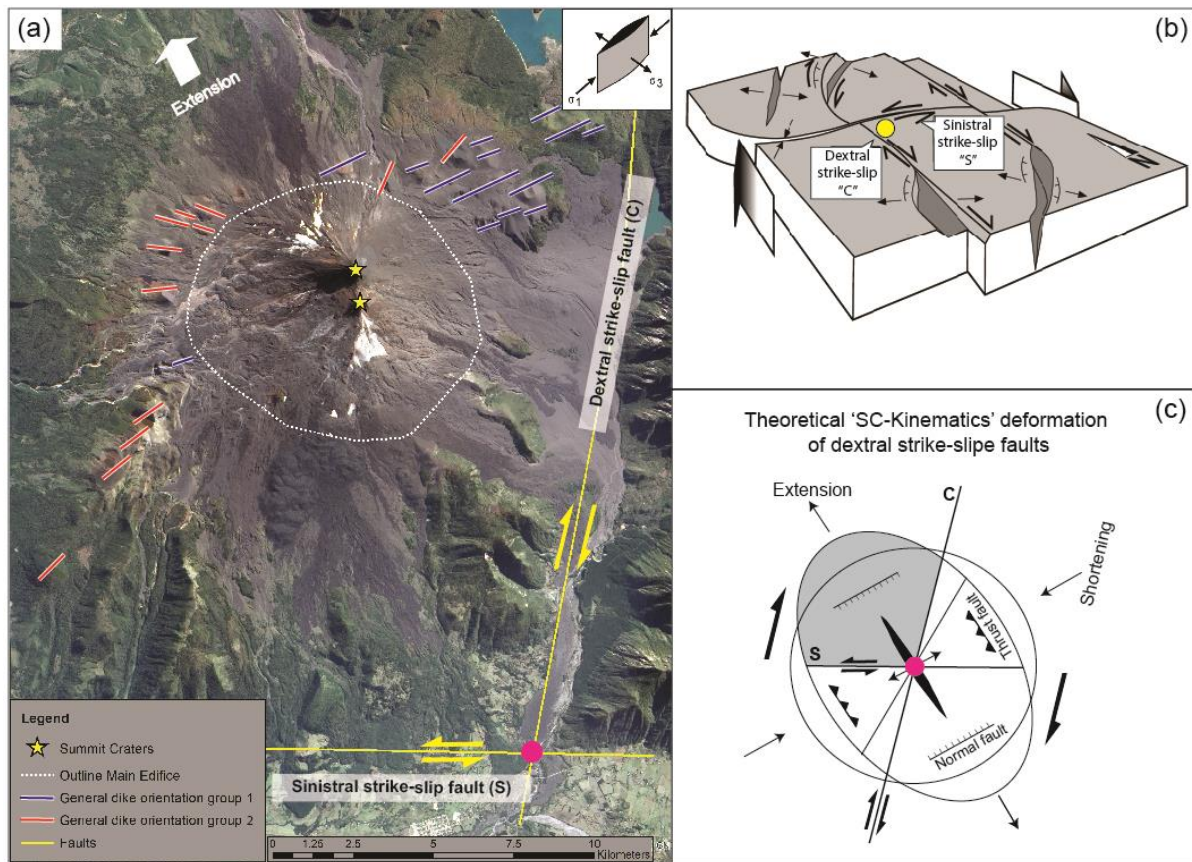 (a)
Extension
σ1
σ3
Dextral strike-slip fault (C)
Sinistral strike-slip fault (S)
Legend
Summit Craters
Outline Main Edifice
General dike orientation group 1
General dike orientation group 2
Faults
0 1.25 2.5 5 7.5 10
Kilometers
(b)
Sinistral
strike-slip
"S"
Dextral
strike-slip
"C"
N
(c)
Theoretical 'SC-Kinematics' deformation
of dextral strike-slipe faults
Extension
C
Shortening
Thrust fault
S
Normal fault